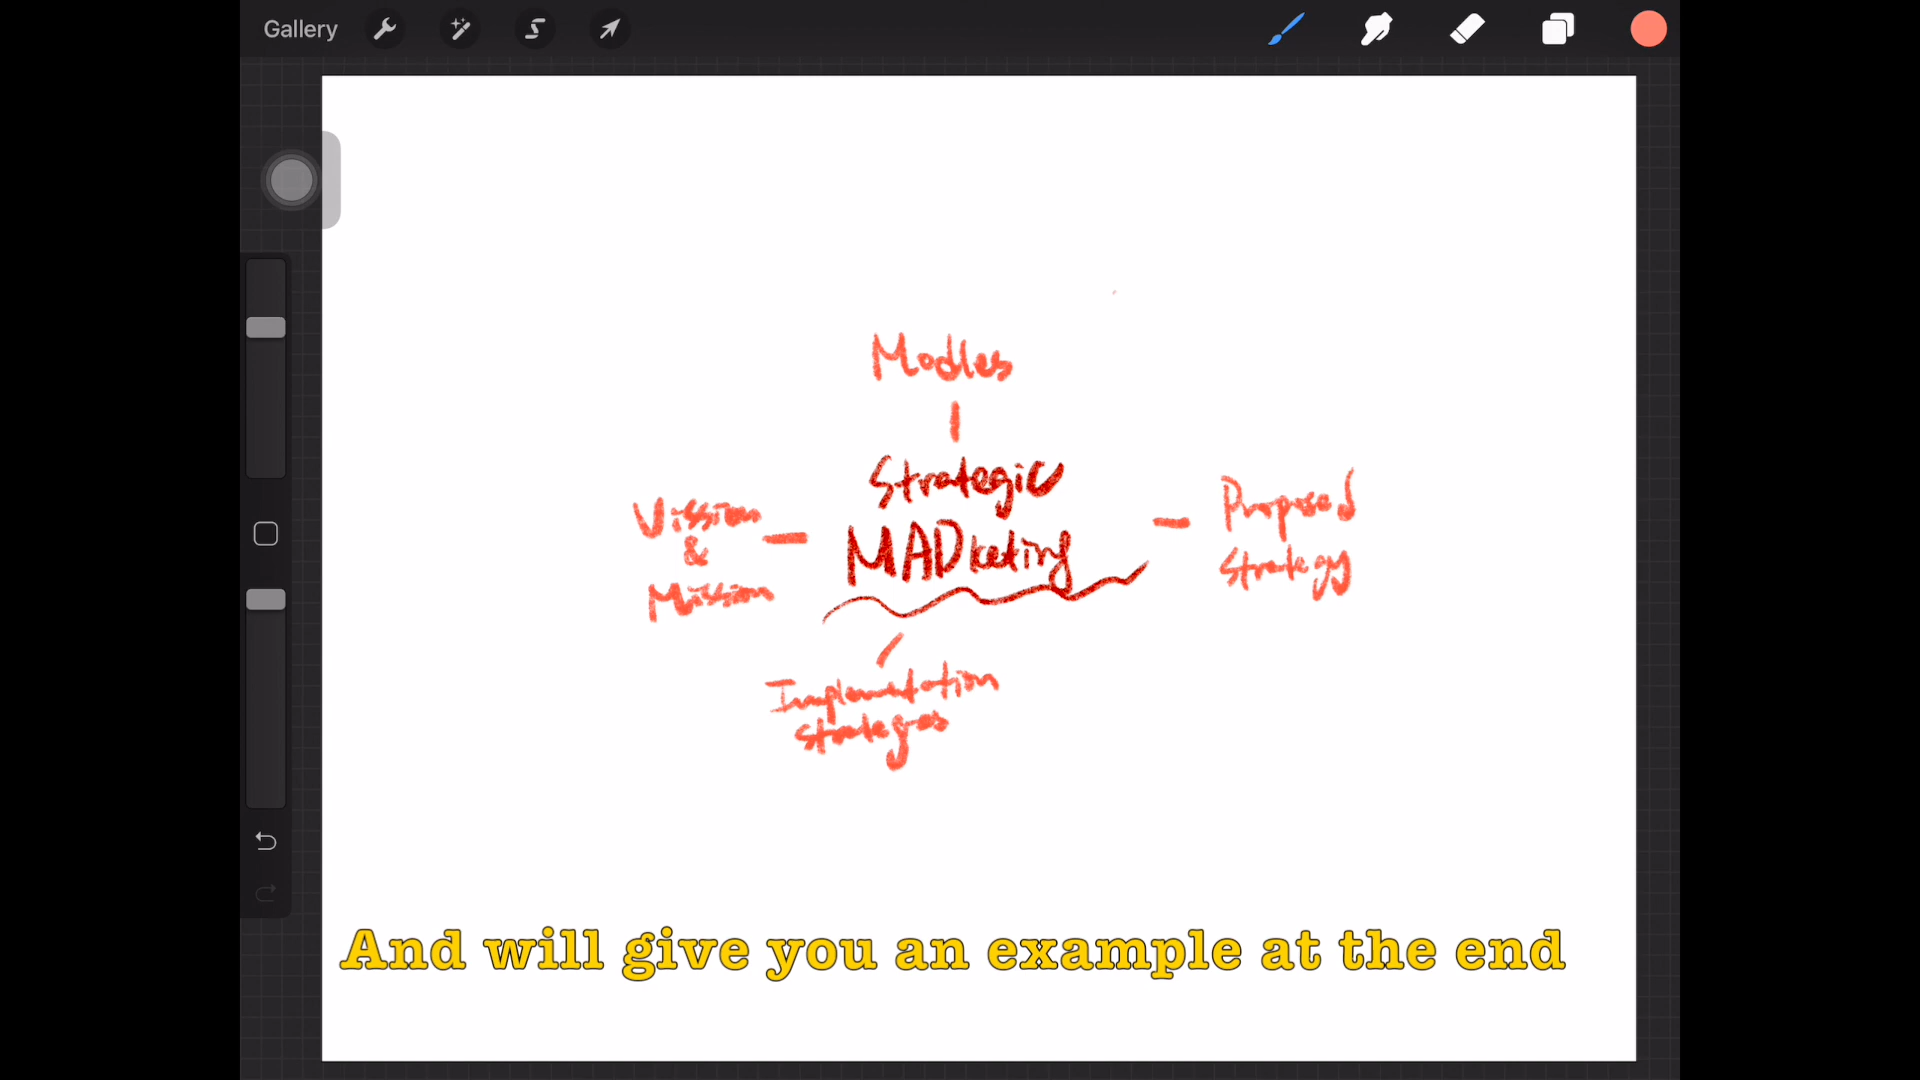 Gallery
Modles
Strategic
MADketing
Vission
&
Mission
Proposed
strategy
Implementation
strategies
And will give you an example at the end